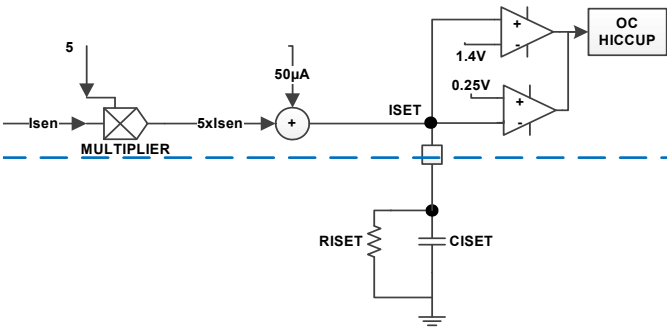 5
50µA
1.4V
+
-
OC
HICCUP
0.25V
+
-
Isen
5xIsen
+
ISET
MULTIPLIER
RISET
CISET